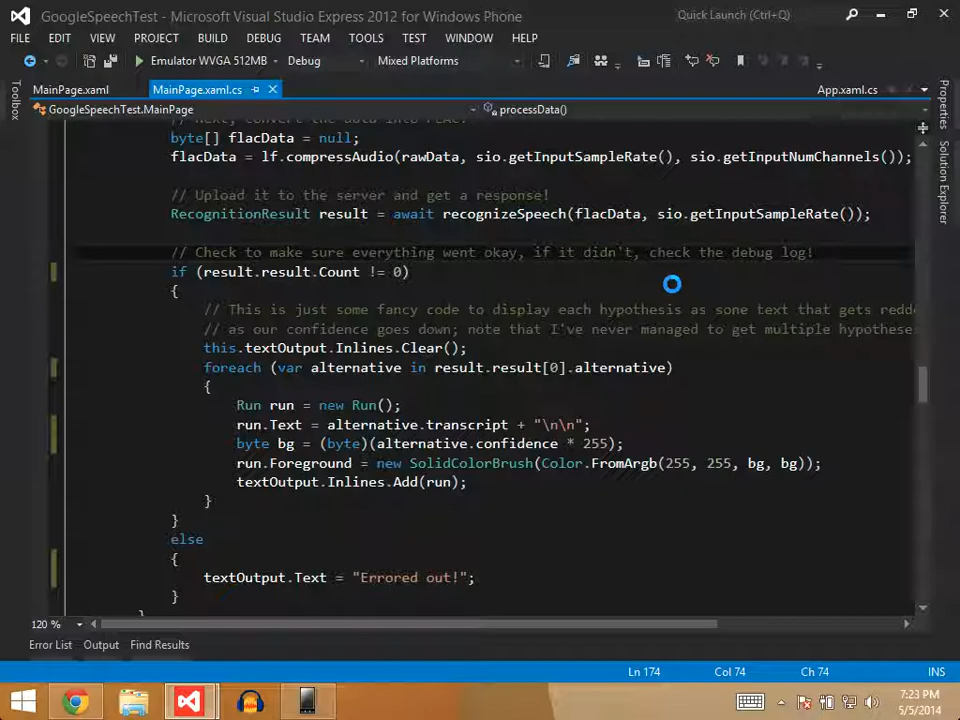 GoogleSpeechTest - Microsoft Visual Studio Express 2012 for Windows Phone
Quick Launch (Ctrl+Q)
FILE EDIT VIEW PROJECT BUILD DEBUG TEAM TOOLS TEST WINDOW HELP
Emulator WVGA 512MB Debug Mixed Platforms
Toolbox
MainPage.xaml MainPage.xaml.cs App.xaml.cs
GoogleSpeechTest.MainPage processData()
Properties
Solution Explorer
// Next, convert the data into FLAC:
byte[] flacData = null;
flacData = lf.compressAudio(rawData, sio.getInputSampleRate(), sio.getInputNumChannels());
// Upload it to the server and get a response!
RecognitionResult result = await recognizeSpeech(flacData, sio.getInputSampleRate());
// Check to make sure everything went okay, if it didn't, check the debug log!
if (result.result.Count != 0)
{
// This is just some fancy code to display each hypothesis as sone text that gets redde
// as our confidence goes down; note that I've never managed to get multiple hypothese
this.textOutput.Inlines.Clear();
foreach (var alternative in result.result[0].alternative)
{
Run run = new Run();
run.Text = alternative.transcript + "\n\n";
byte bg = (byte)(alternative.confidence * 255);
run.Foreground = new SolidColorBrush(Color.FromArgb(255, 255, bg, bg));
textOutput.Inlines.Add(run);
}
}
else
{
textOutput.Text = "Errored out!";
}
}
120 %
Error List Output Find Results
Ln 174 Col 74 Ch 74 INS
7:23 PM
5/5/2014